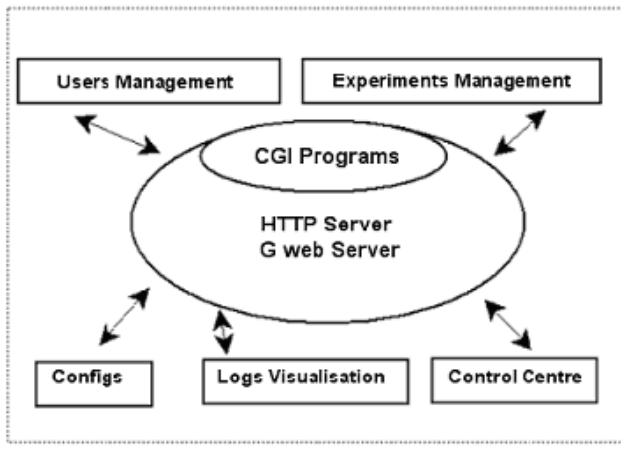 Users Management
Experiments Management
CGI Programs
HTTP Server
G web Server
Configs
Logs Visualisation
Control Centre